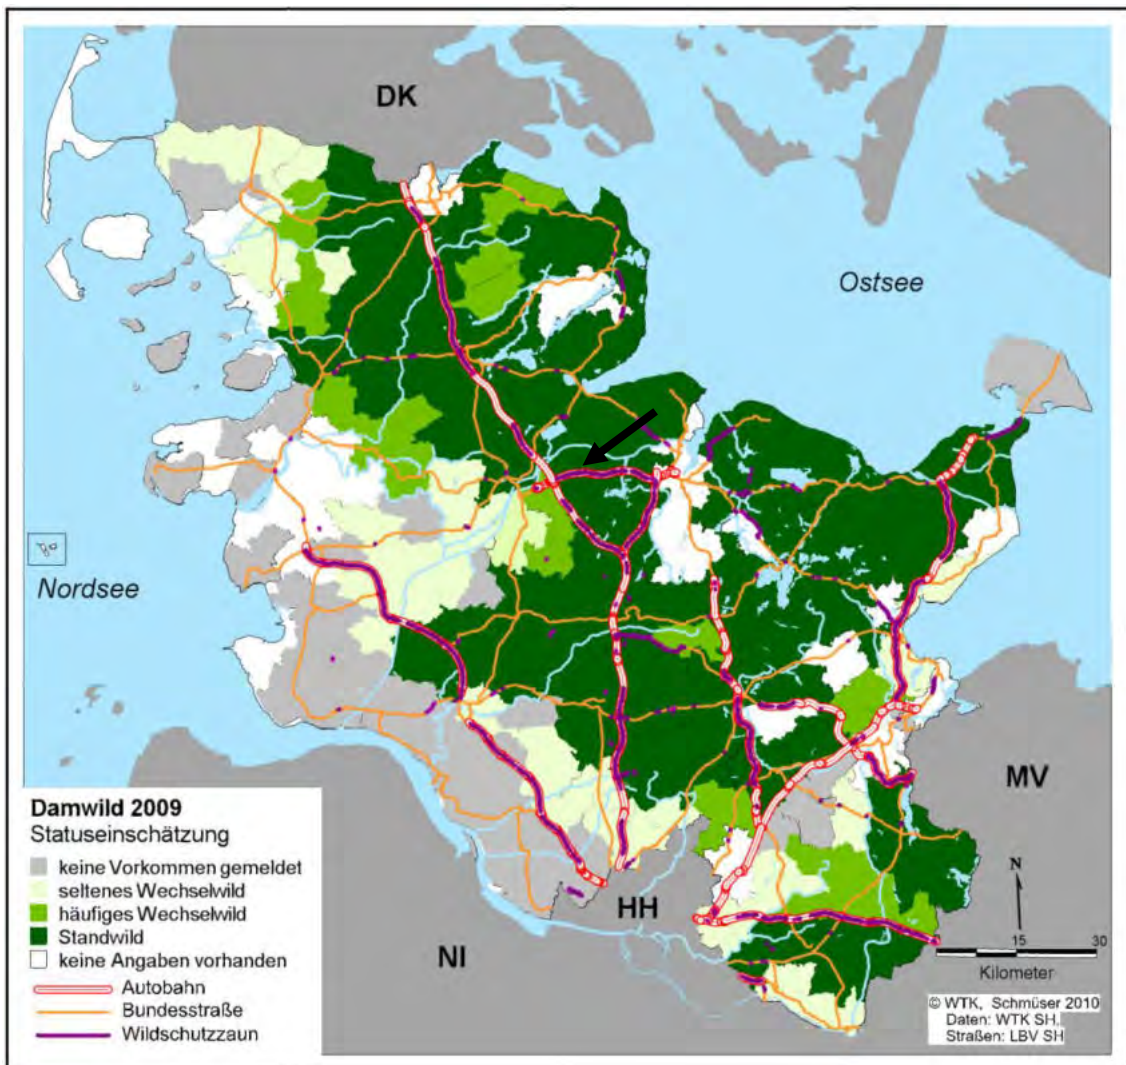 DK
Ostsee
Nordsee
MV
HH
NI
Damwild 2009
Statuseinschätzung
keine Vorkommen gemeldet
seltenes Wechselwild
häufiges Wechselwild
Standwild
keine Angaben vorhanden
Autobahn
Bundesstraße
Wildschutzzaun
N
15 30
Kilometer
© WTK, Schmüser 2010
Daten: WTK SH,
Straßen: LBV SH